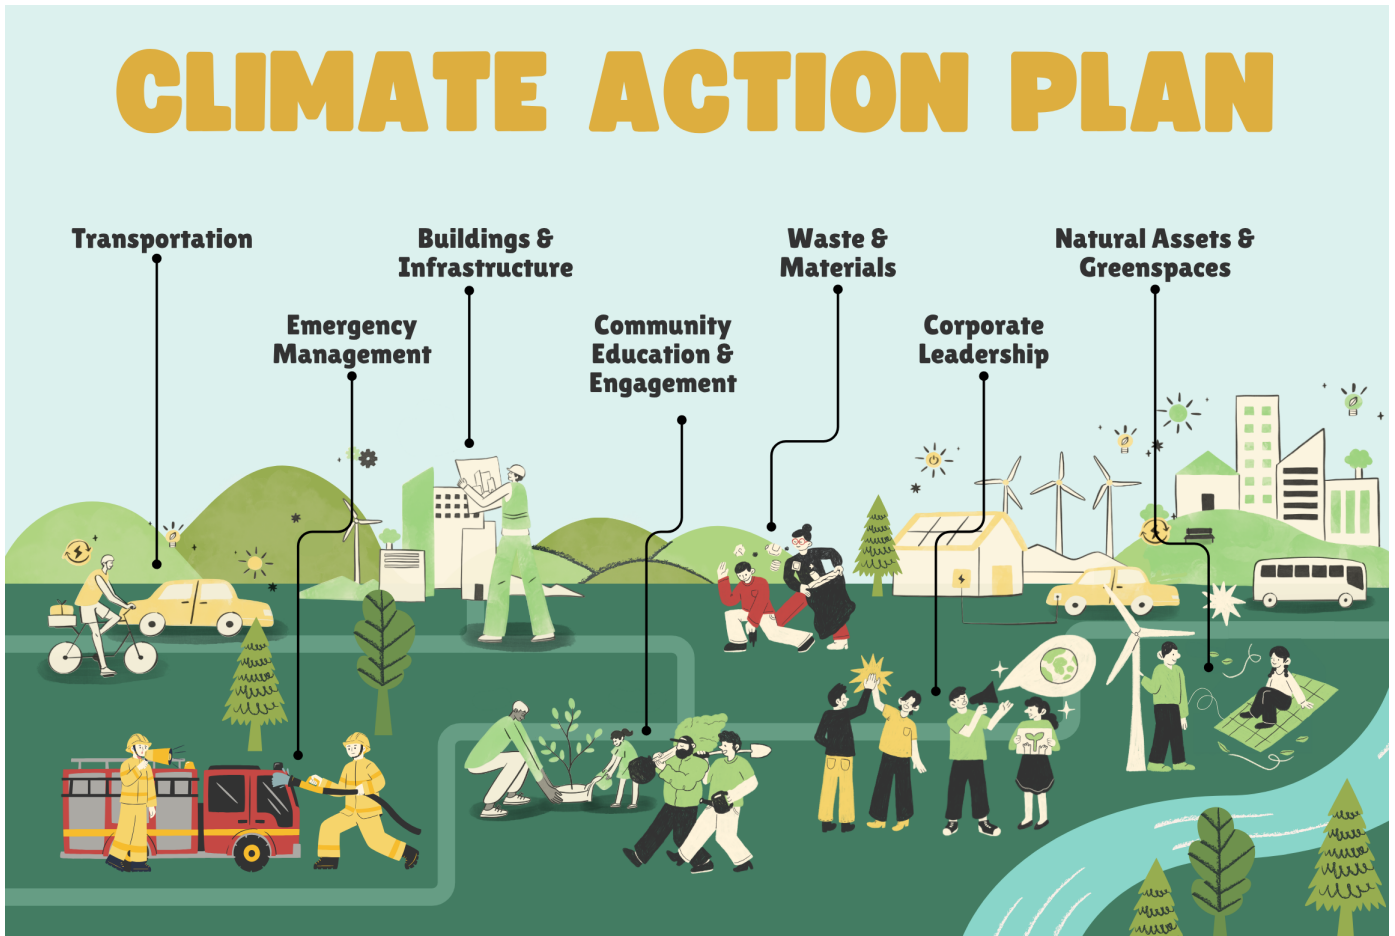 CLIMATE ACTION PLAN
Transportation
Buildings &
Infrastructure
Waste &
Materials
Natural Assets &
Greenspaces
Emergency
Management
Community
Education &
Engagement
Corporate
Leadership